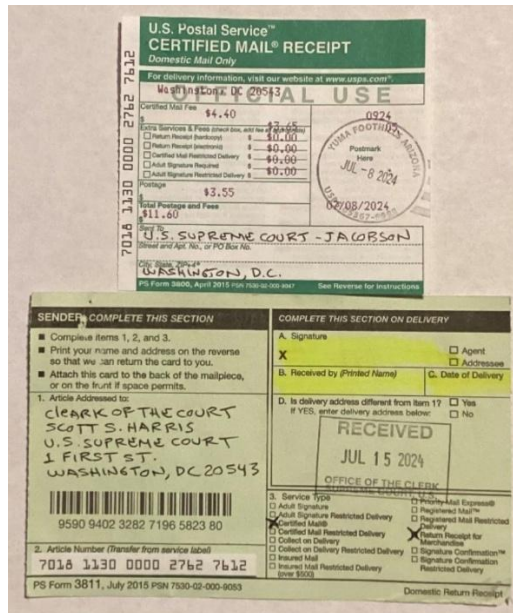 U.S. Postal Service™
CERTIFIED MAIL® RECEIPT
Domestic Mail Only
For delivery information, visit our website at www.usps.com®.
Washington, DC 20543
OFFICIAL USE
7018 1130 0000 2762 7612
Certified Mail Fee
$4.40
$
$3.65
Extra Services & Fees (check box, add fee
Return Receipt (hardcopy) $ $0.00
Return Receipt (electronic) $ $0.00
Certified Mail Restricted Delivery $ $0.00
Adult Signature Required $ $0.00
Adult Signature Restricted Delivery $
Postage
$3.55
$
Total Postage and Fees
$11.60
0924
YUMA FOOTHILLS ARIZONA
Postmark
Here
JUL - 8 2024
07/08/2024
Sent To
U.S. SUPREME COURT - JACOBSON
Street and Apt. No., or PO Box No.
City, State, ZIP+4®
WASHINGTON, D.C.
PS Form 3800, April 2015 PSN 7530-02-000-9047 See Reverse for Instructions
SENDER: COMPLETE THIS SECTION
Complete items 1, 2, and 3.
Print your name and address on the reverse
so that we can return the card to you.
Attach this card to the back of the mailpiece,
or on the front if space permits.
1. Article Addressed to:
CLEARK OF THE COURT
SCOTT S. HARRIS
U.S. SUPREME COURT
1 FIRST ST.
WASHINGTON, DC 20543
9590 9402 3282 7196 5823 80
2. Article Number (Transfer from service label)
7018 1130 0000 2762 7612
COMPLETE THIS SECTION ON DELIVERY
A. Signature
X
Agent
Addressee
B. Received by (Printed Name)
C. Date of Delivery
D. Is delivery address different from item 1? Yes
If YES, enter delivery address below: No
RECEIVED
JUL 15 2024
OFFICE OF THE CLERK
SUPREME COURT, U.S.
3. Service Type
Adult Signature
Adult Signature Restricted Delivery
Certified Mail®
Certified Mail Restricted Delivery
Collect on Delivery
Collect on Delivery Restricted Delivery
Insured Mail
Insured Mail Restricted Delivery
(over $500)
Priority Mail Express®
Registered Mail™
Registered Mail Restricted
Delivery
Return Receipt for
Merchandise
Signature Confirmation™
Signature Confirmation
Restricted Delivery
PS Form 3811, July 2015 PSN 7530-02-000-9053
Domestic Return Receipt